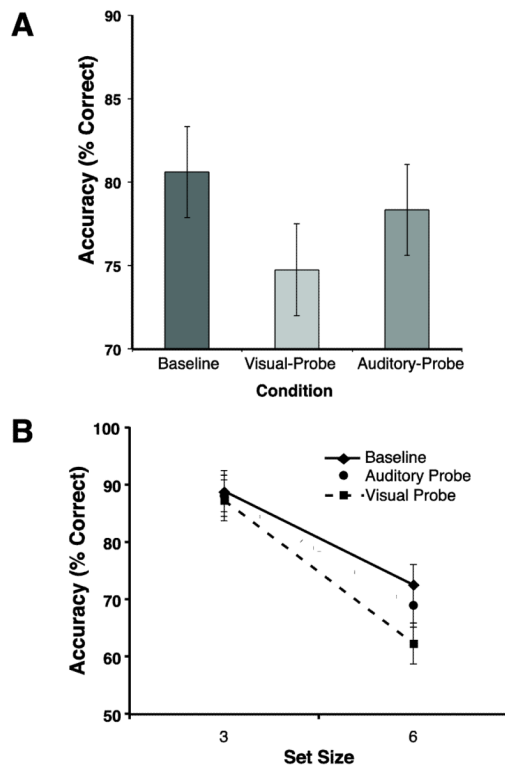 A
Accuracy (% Correct)
90
85
80
75
70
Baseline Visual-Probe Auditory-Probe
Condition
B
Accuracy (% Correct)
100
90
80
70
60
50
Baseline
Auditory Probe
Visual Probe
3 6
Set Size